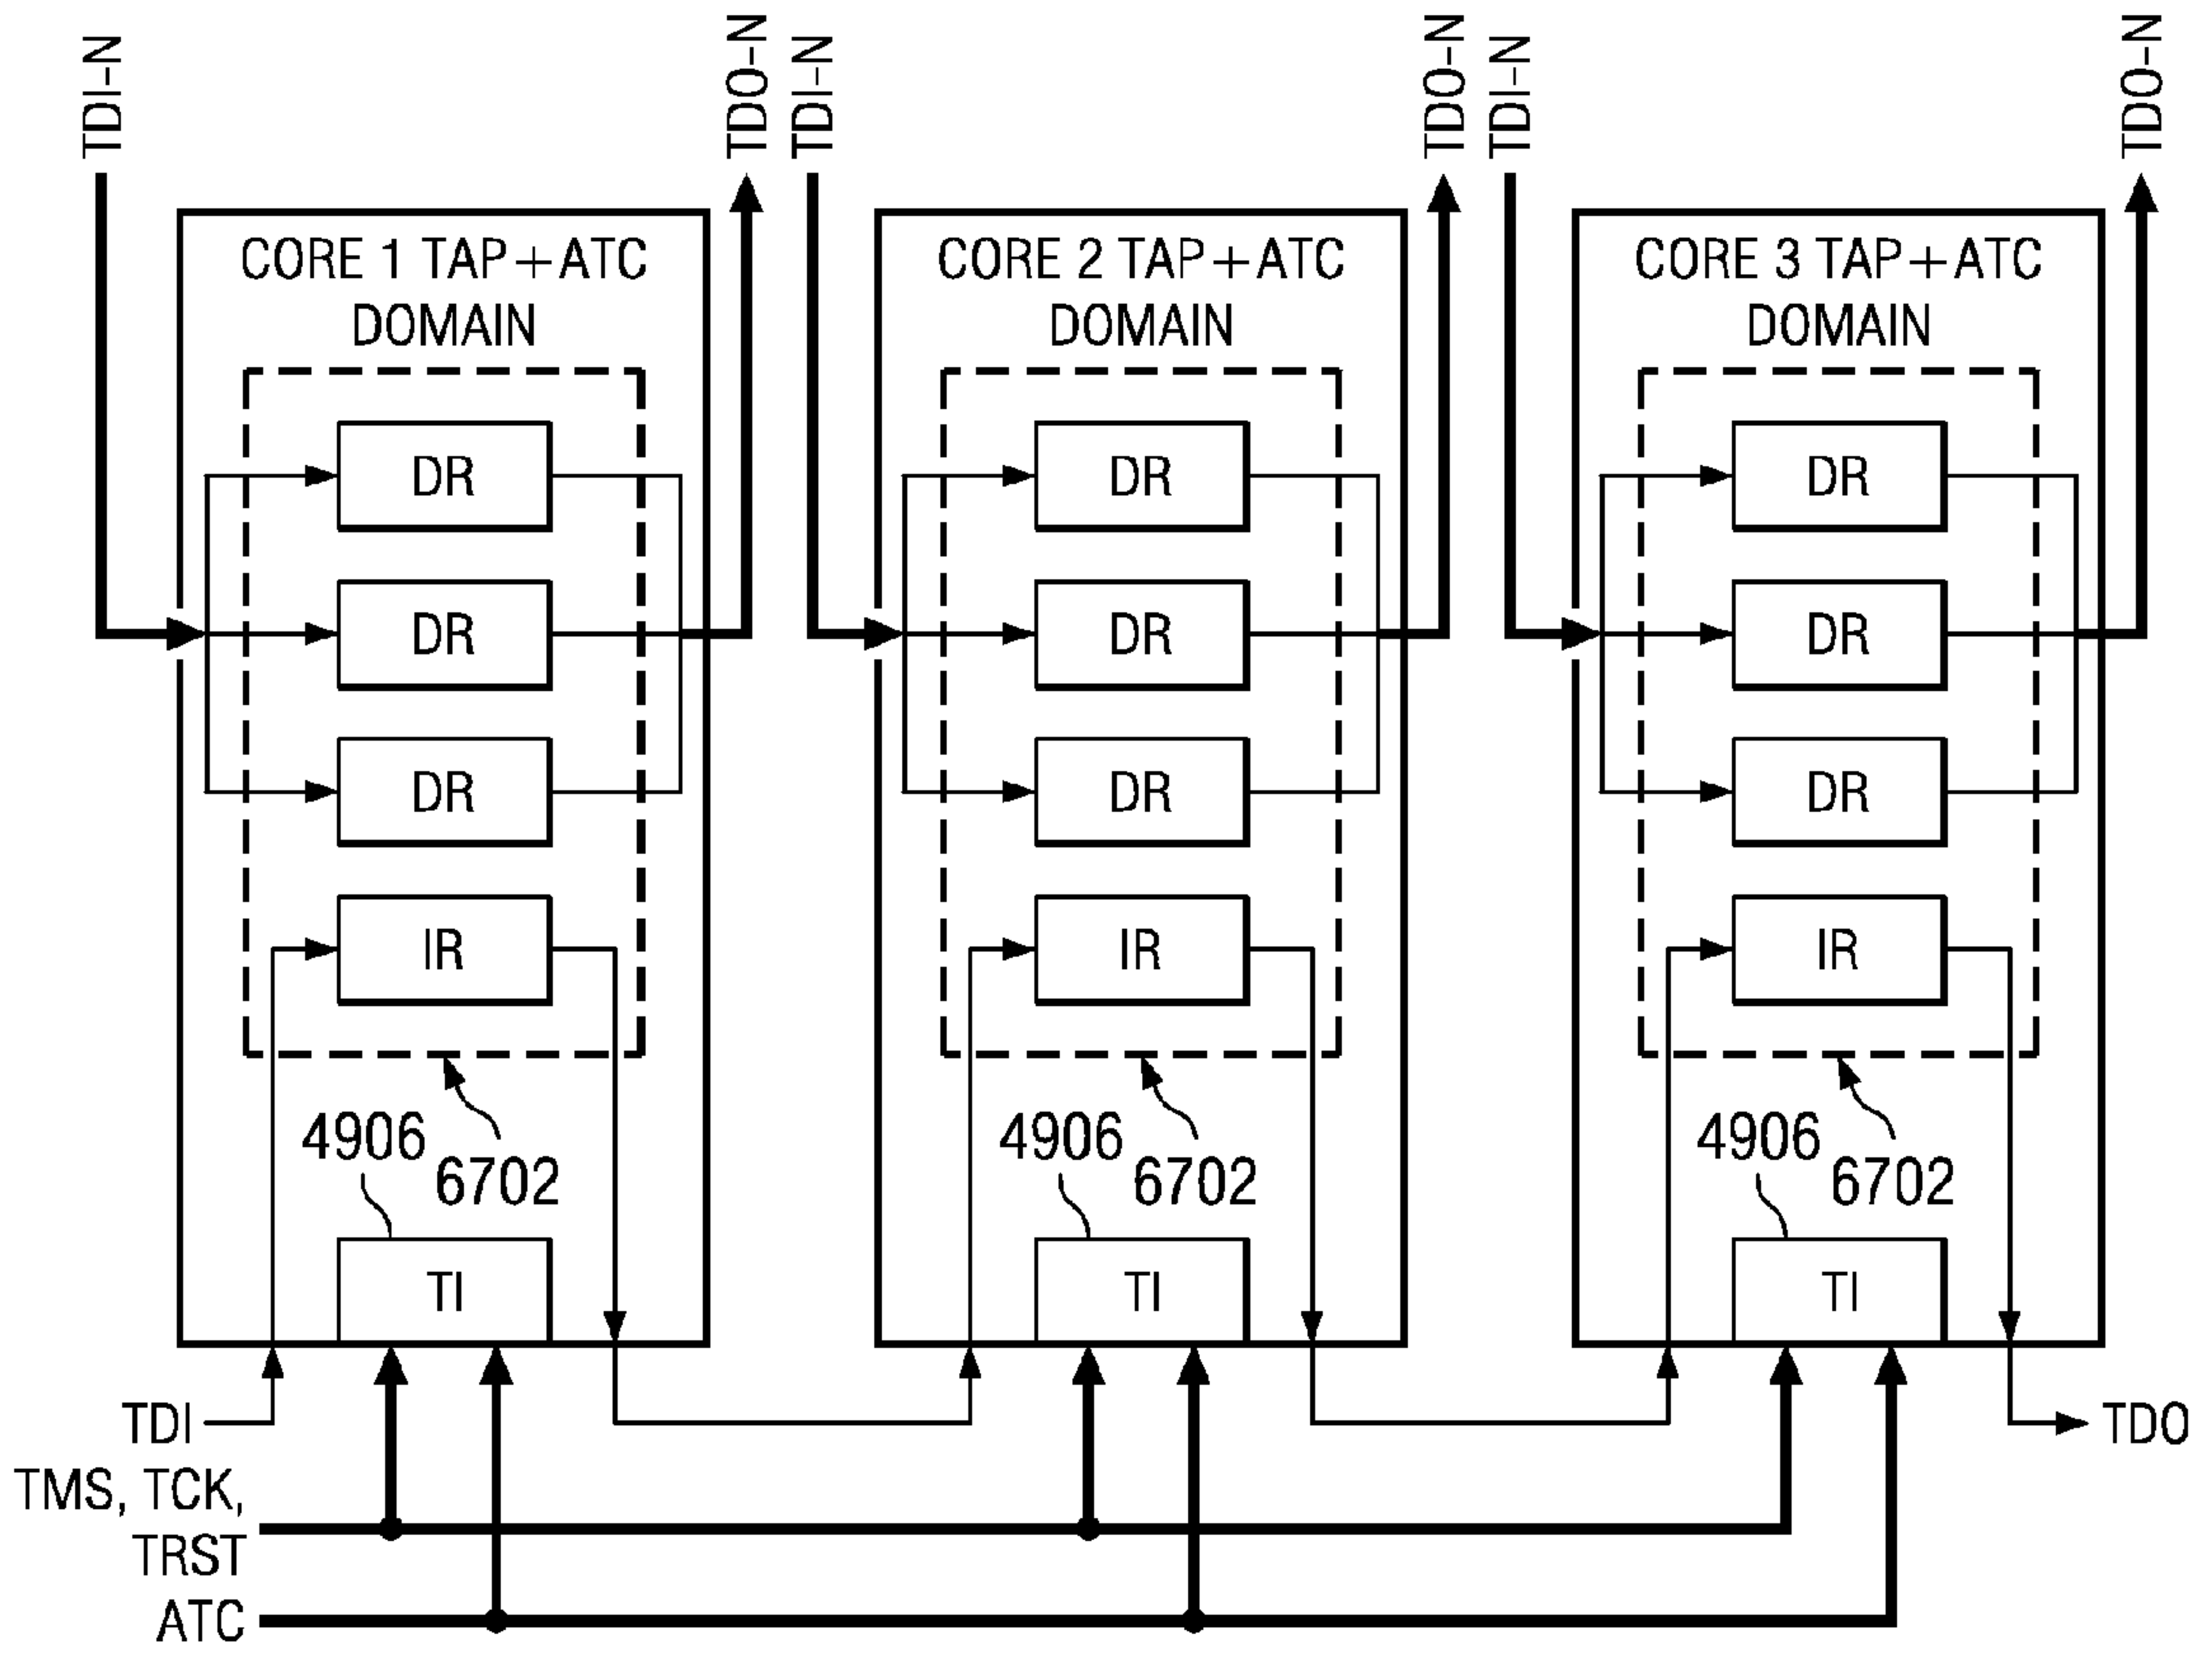 TDI-N
TDO-N
TDI-N
TDO-N
TDI-N
TDO-N
CORE 1 TAP+ATC
DOMAIN
DR
DR
DR
IR
4906
6702
TI
CORE 2 TAP+ATC
DOMAIN
DR
DR
DR
IR
4906
6702
TI
CORE 3 TAP+ATC
DOMAIN
DR
DR
DR
IR
4906
6702
TI
TDI
TDO
TMS, TCK,
TRST
ATC